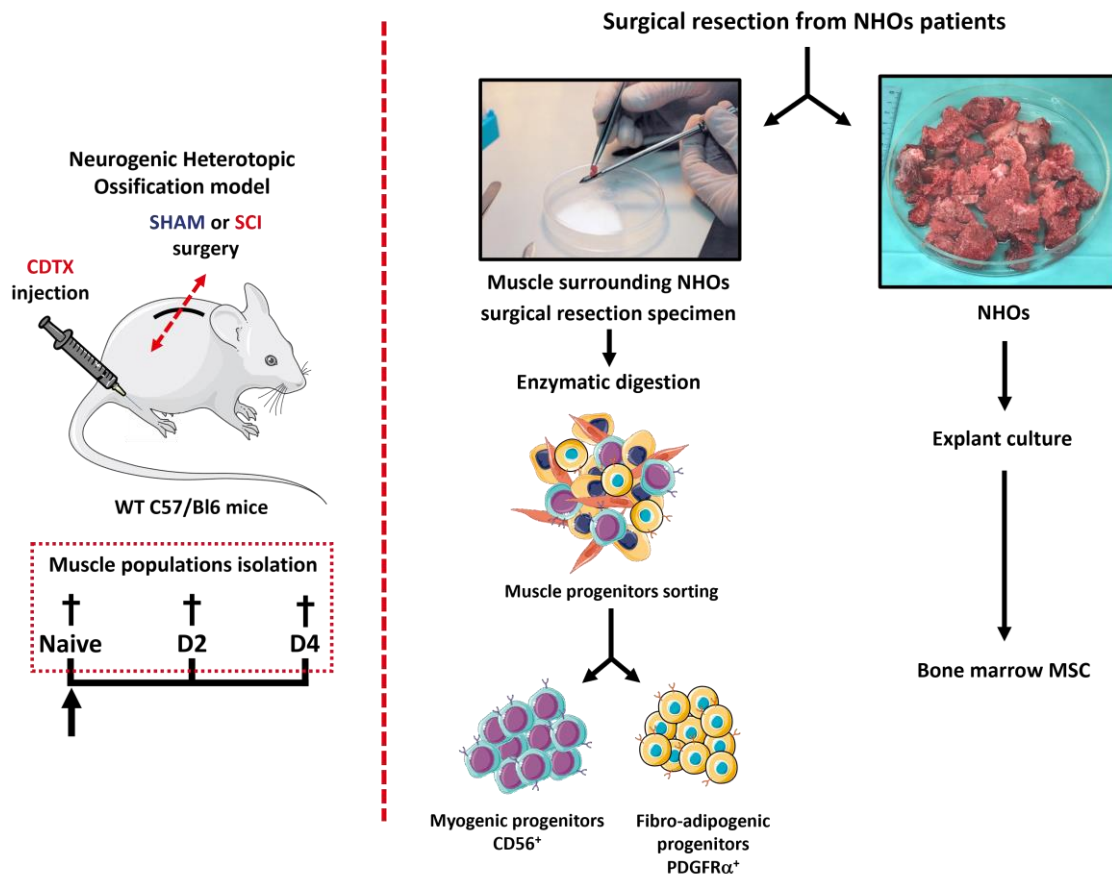 Neurogenic Heterotopic
Ossification model
SHAM or SCI
surgery
CDTX
injection
WT C57/Bl6 mice
Muscle populations isolation
Naive D2 D4
Surgical resection from NHOs patients
Muscle surrounding NHOs
surgical resection specimen
Enzymatic digestion
Muscle progenitors sorting
Myogenic progenitors
CD56⁺
Fibro-adipogenic
progenitors
PDGFRα⁺
NHOs
Explant culture
Bone marrow MSC